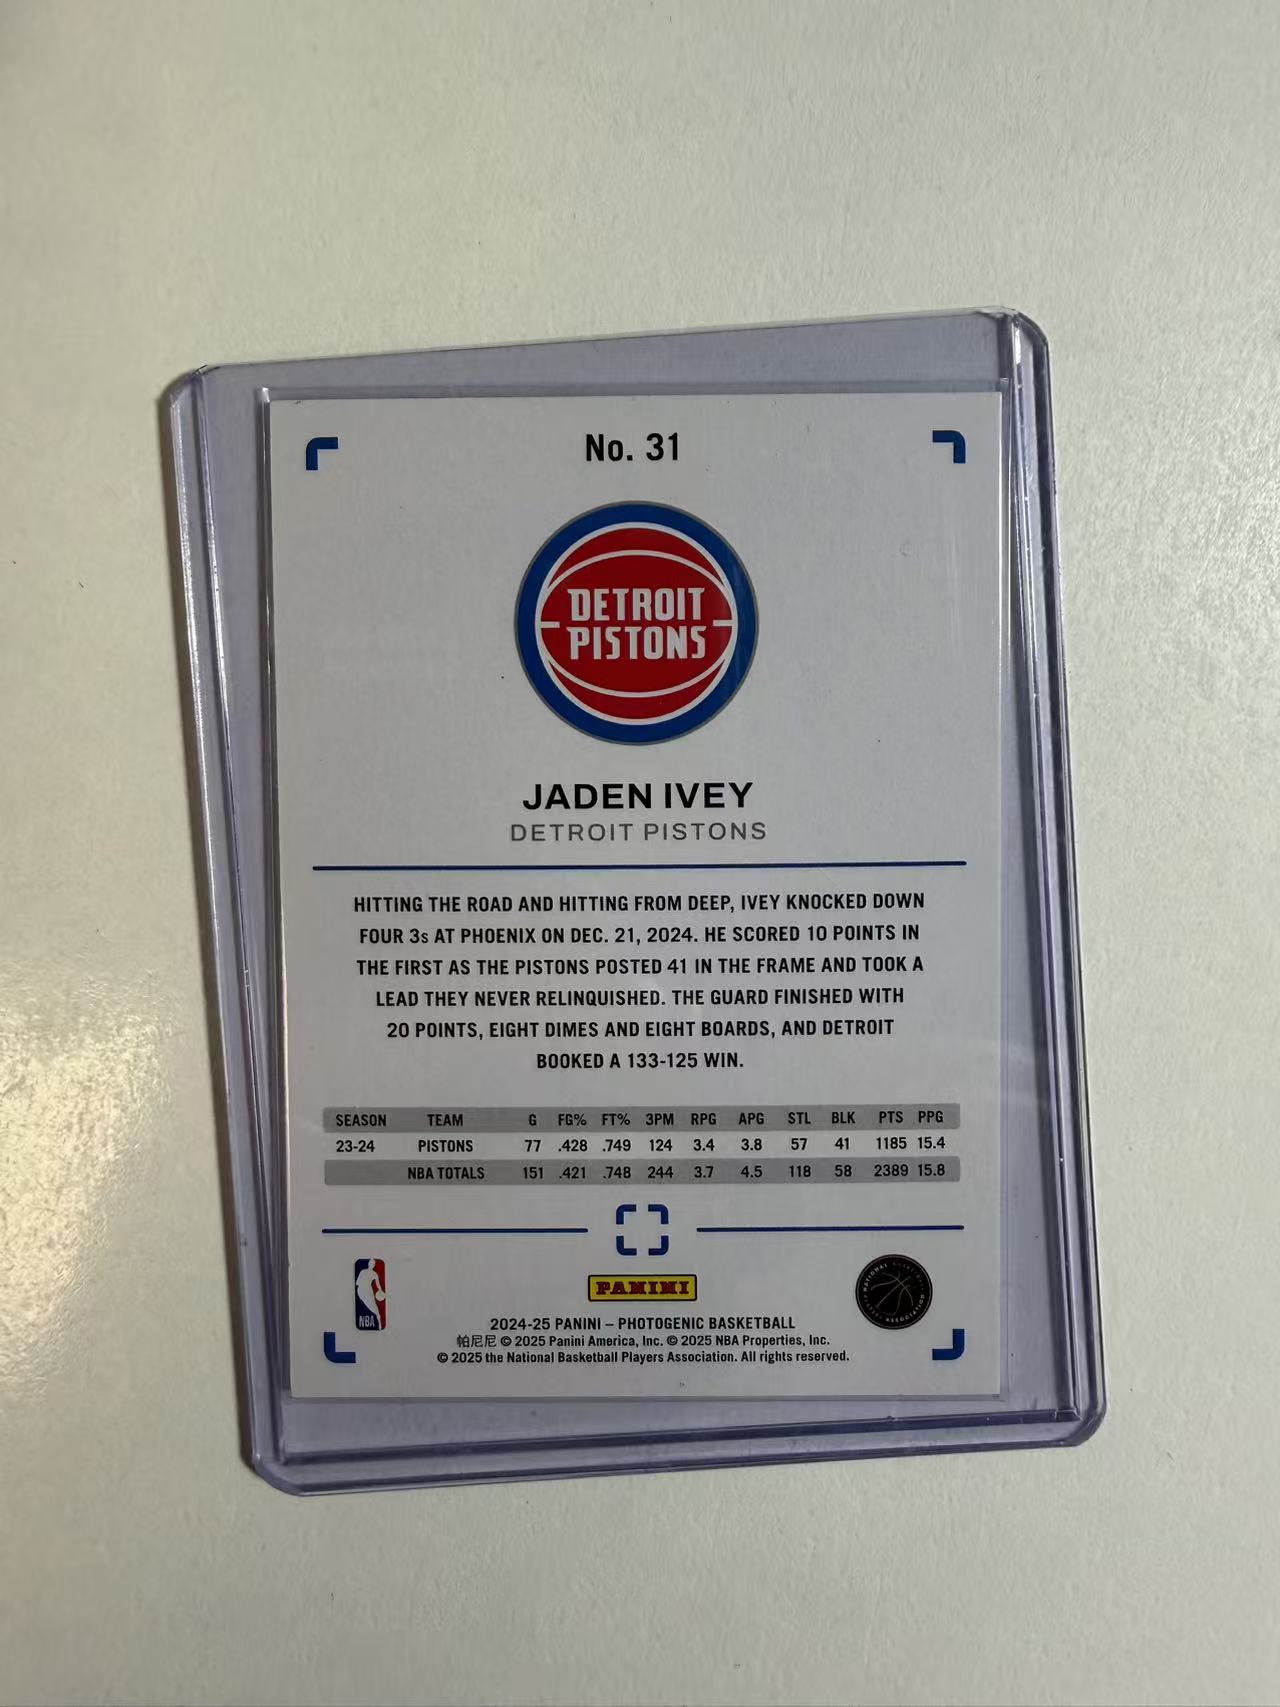 No. 31
DETROIT
PISTONS
JADEN IVEY
DETROIT PISTONS
HITTING THE ROAD AND HITTING FROM DEEP, IVEY KNOCKED DOWN
FOUR 3s AT PHOENIX ON DEC. 21, 2024. HE SCORED 10 POINTS IN
THE FIRST AS THE PISTONS POSTED 41 IN THE FRAME AND TOOK A
LEAD THEY NEVER RELINQUISHED. THE GUARD FINISHED WITH
20 POINTS, EIGHT DIMES AND EIGHT BOARDS, AND DETROIT
BOOKED A 133-125 WIN.
SEASON TEAM G FG% FT% 3PM RPG APG STL BLK PTS PPG
23-24 PISTONS 77 .428 .749 124 3.4 3.8 57 41 1185 15.4
NBA TOTALS 151 .421 .748 244 3.7 4.5 118 58 2389 15.8
NBA
PANINI
NATIONAL
ASSOCIATION
2024-25 PANINI – PHOTOGENIC BASKETBALL
帕尼尼 © 2025 Panini America, Inc. © 2025 NBA Properties, Inc.
© 2025 the National Basketball Players Association. All rights reserved.